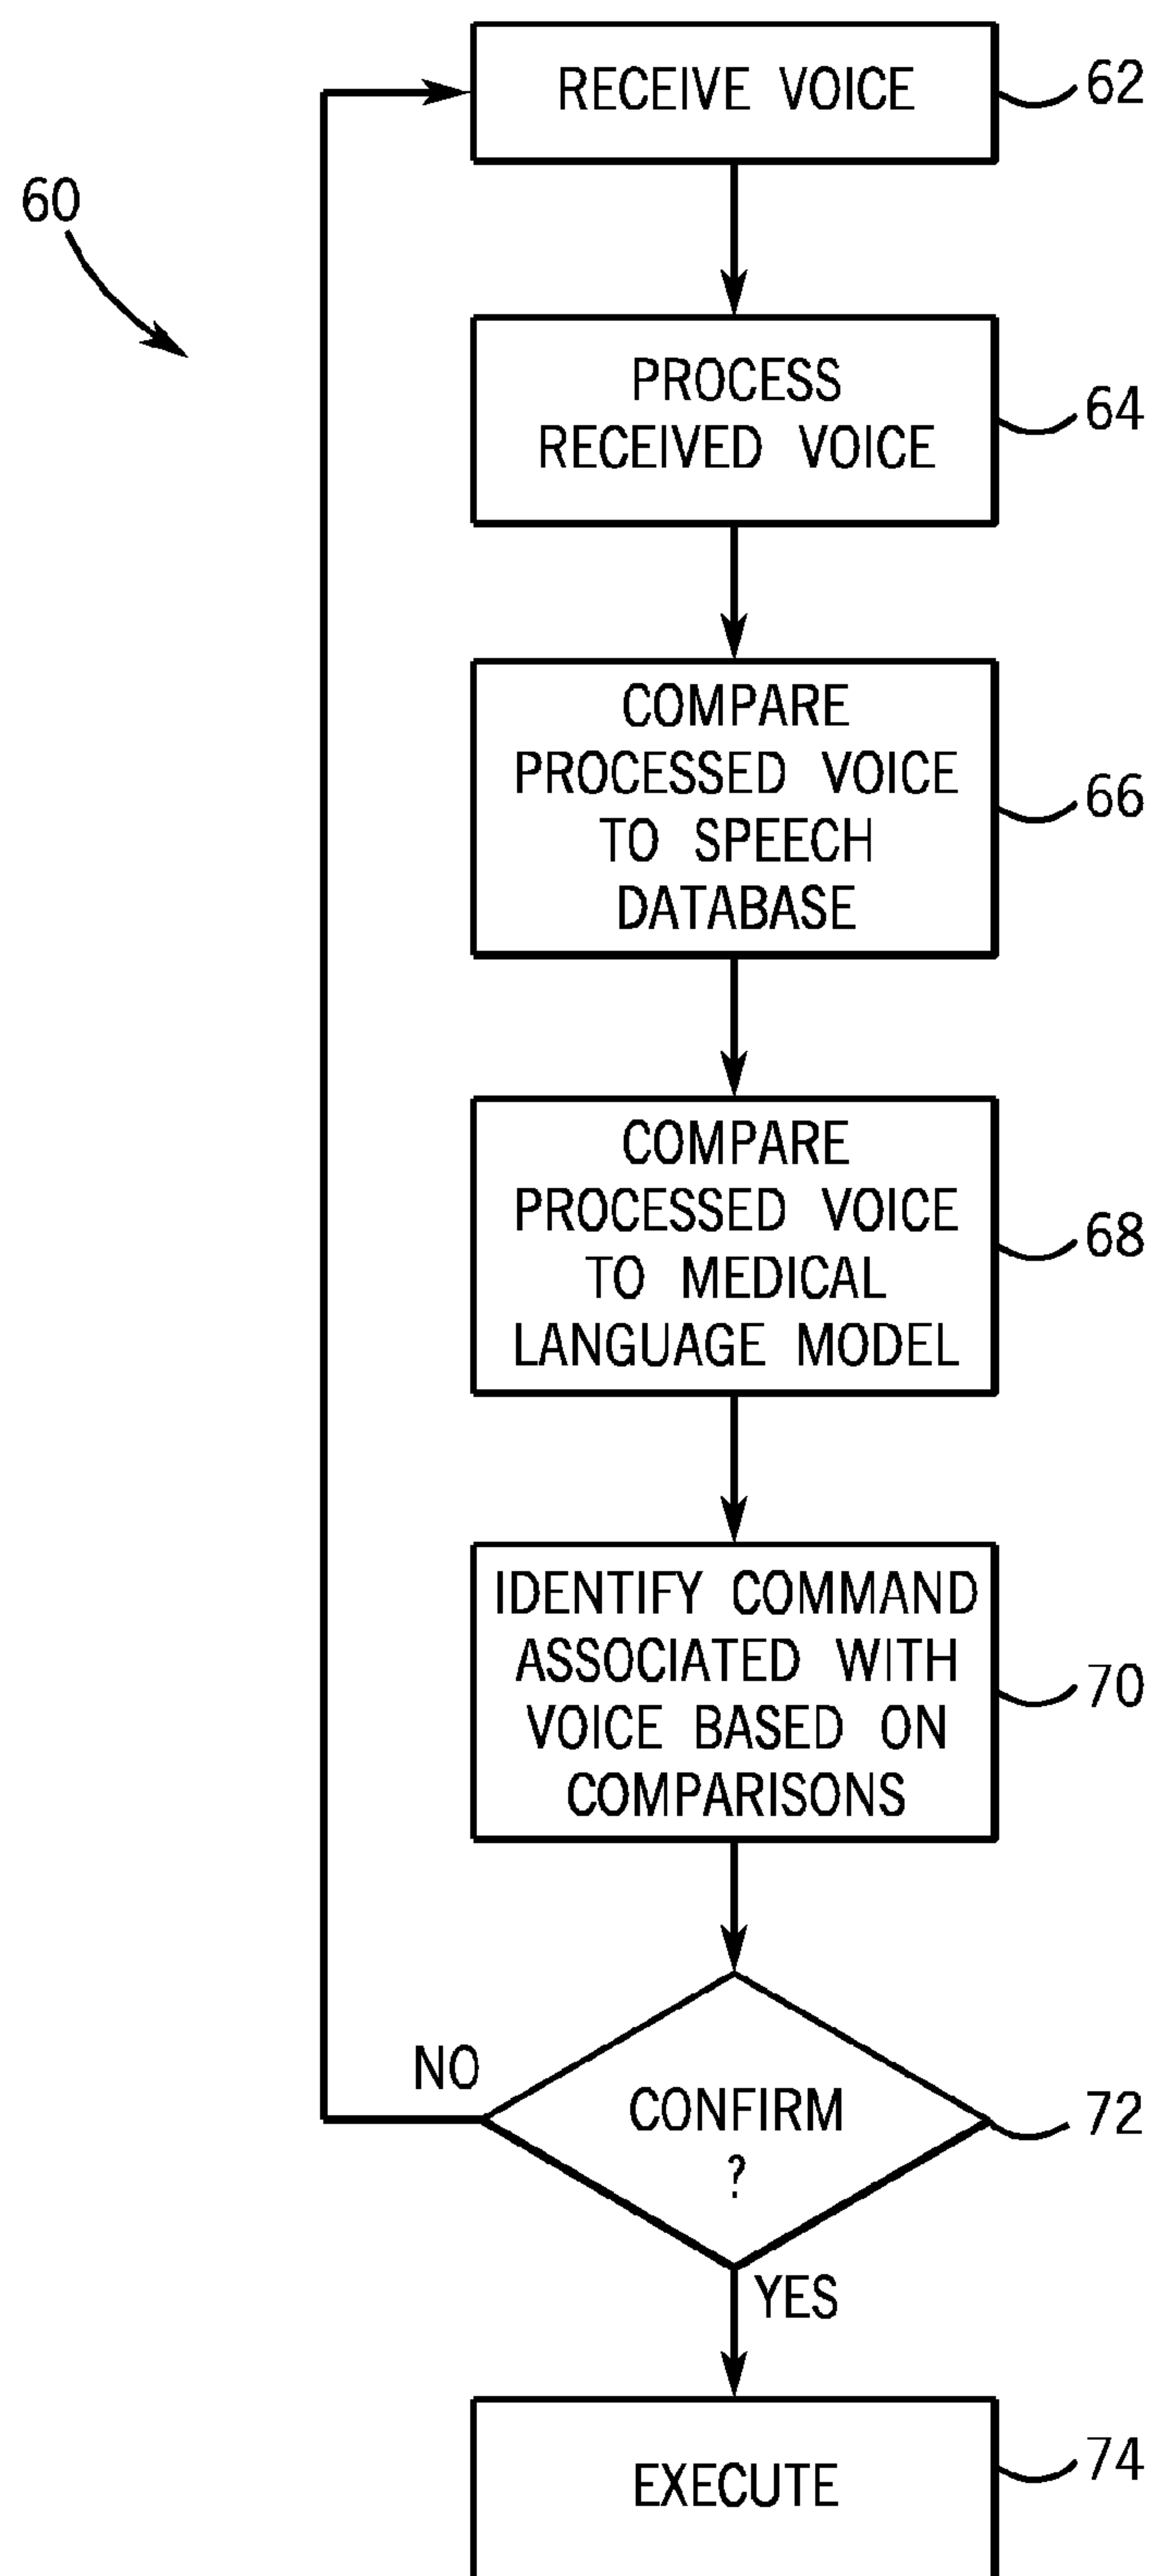 RECEIVE VOICE
62
60
PROCESS
RECEIVED VOICE
64
COMPARE
PROCESSED VOICE
TO SPEECH
DATABASE
66
COMPARE
PROCESSED VOICE
TO MEDICAL
LANGUAGE MODEL
68
IDENTIFY COMMAND
ASSOCIATED WITH
VOICE BASED ON
COMPARISONS
70
NO
CONFIRM
?
72
YES
EXECUTE
74